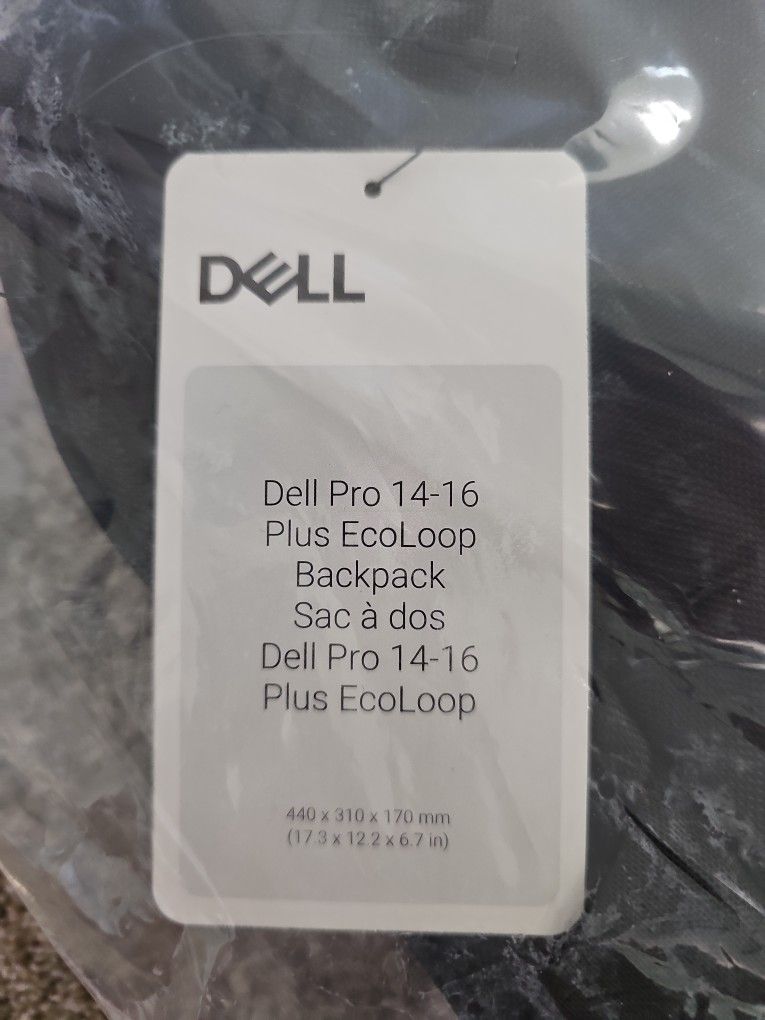 DELL
Dell Pro 14-16
Plus EcoLoop
Backpack
Sac à dos
Dell Pro 14-16
Plus EcoLoop
440 x 310 x 170 mm
(17.3 x 12.2 x 6.7 in)